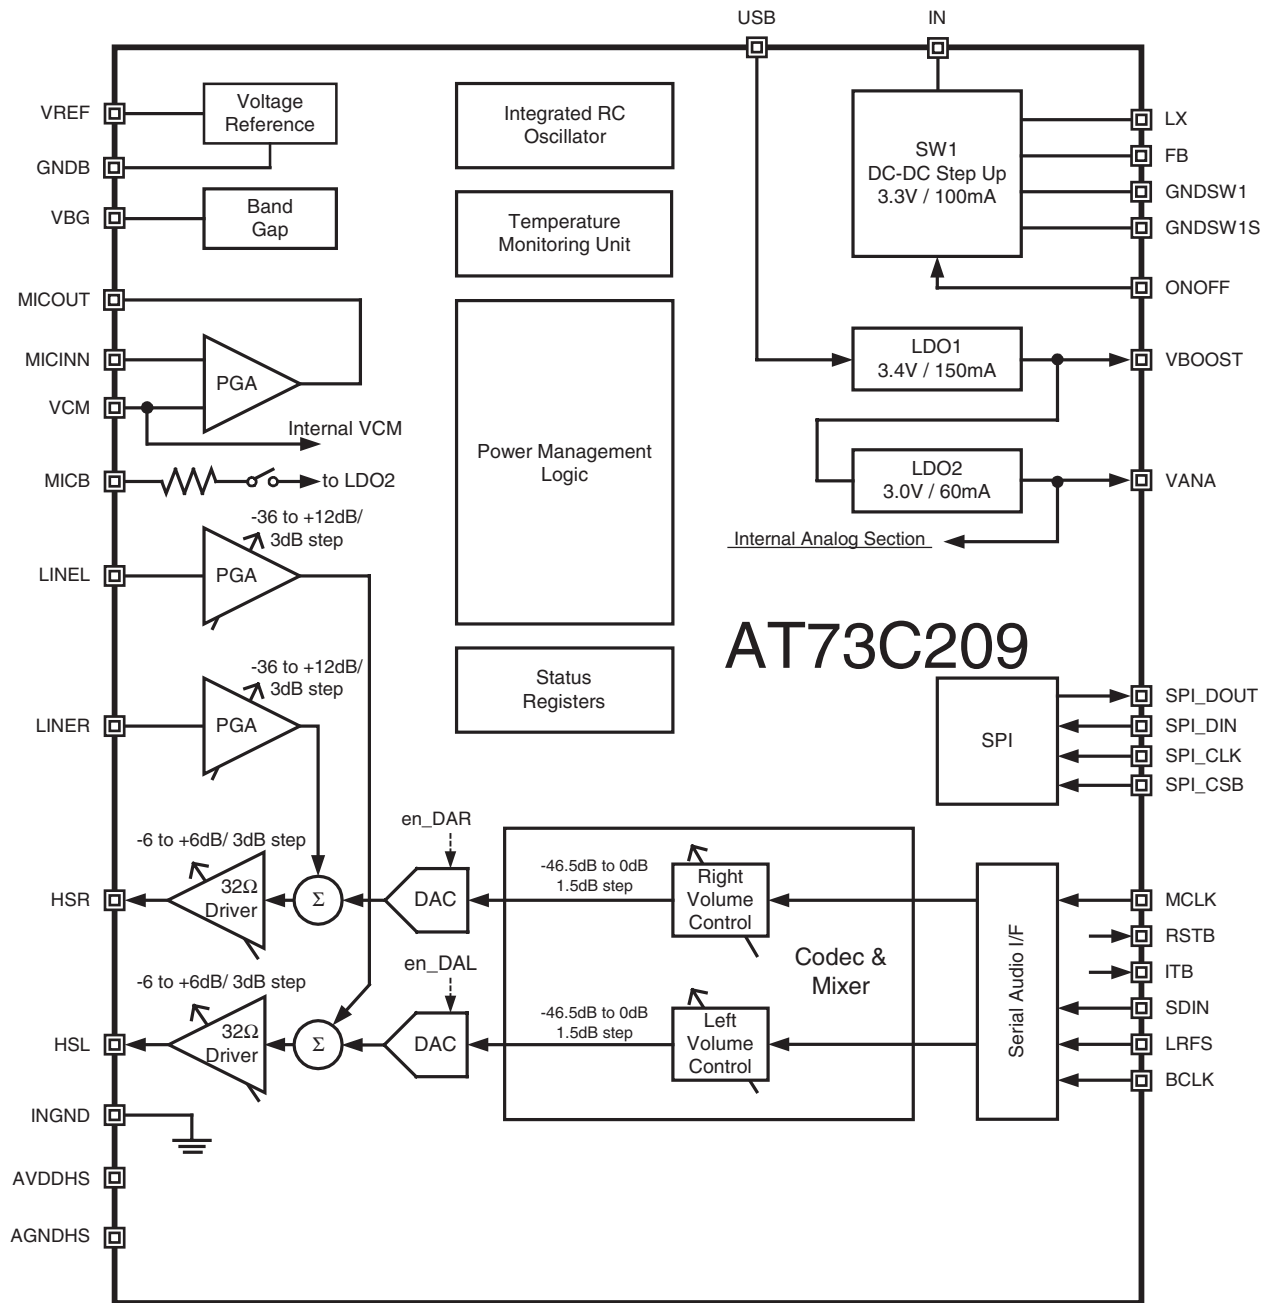 USB
IN
VREF
Voltage
Reference
GNDB
VBG
Band
Gap
MICOUT
MICINN
PGA
VCM
Internal VCM
MICB
to LDO2
-36 to +12dB/
3dB step
LINEL
PGA
-36 to +12dB/
3dB step
LINER
PGA
Integrated RC
Oscillator
Temperature
Monitoring Unit
Power Management
Logic
Status
Registers
SW1
DC-DC Step Up
3.3V / 100mA
LX
FB
GNDSW1
GNDSW1S
ONOFF
LDO1
3.4V / 150mA
VBOOST
LDO2
3.0V / 60mA
VANA
Internal Analog Section
AT73C209
SPI
SPI_DOUT
SPI_DIN
SPI_CLK
SPI_CSB
-6 to +6dB/ 3dB step
HSR
32Ω
Driver
Σ
en_DAR
DAC
-46.5dB to 0dB
1.5dB step
Right
Volume
Control
Codec &
Mixer
-6 to +6dB/ 3dB step
HSL
32Ω
Driver
Σ
en_DAL
DAC
-46.5dB to 0dB
1.5dB step
Left
Volume
Control
Serial Audio I/F
MCLK
RSTB
ITB
SDIN
LRFS
BCLK
INGND
AVDDHS
AGNDHS